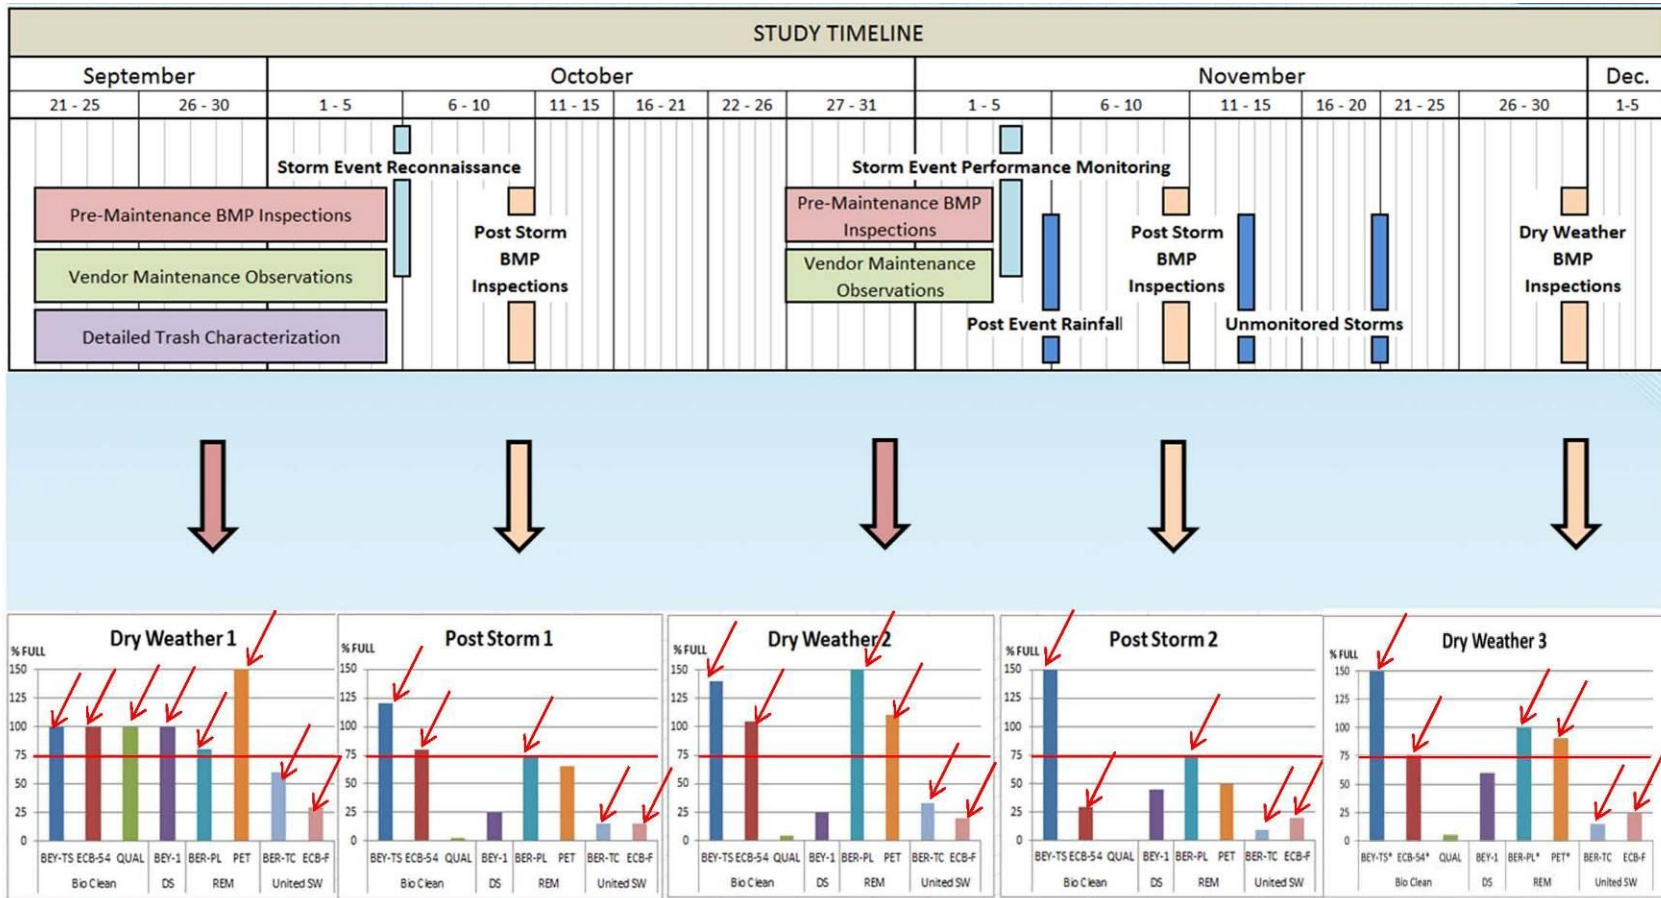 STUDY TIMELINE
September October November Dec.
21 - 25 26 - 30 1 - 5 6 - 10 11 - 15 16 - 21 22 - 26 27 - 31 1 - 5 6 - 10 11 - 15 16 - 20 21 - 25 26 - 30 1-5
Storm Event Reconnaissance
Pre-Maintenance BMP Inspections
Vendor Maintenance Observations
Detailed Trash Characterization
Post Storm
BMP
Inspections
Storm Event Performance Monitoring
Pre-Maintenance BMP
Inspections
Vendor Maintenance
Observations
Post Event Rainfall
Post Storm
BMP
Inspections
Unmonitored Storms
Dry Weather
BMP
Inspections
Dry Weather 1
% FULL
150
125
100
75
50
25
0
BEY-TS ECB-54 QUAL BEY-1 BER-PL PET BER-TC ECB-F
Bio Clean DS REM United SW
Post Storm 1
% FULL
150
125
100
75
50
25
0
BEY-TS ECB-54 QUAL BEY-1 BER-PL PET BER-TC ECB-F
Bio Clean DS REM United SW
Dry Weather 2
% FULL
150
125
100
75
50
25
0
BEY-TS ECB-54 QUAL BEY-1 BER-PL PET BER-TC ECB-F
Bio Clean DS REM United SW
Post Storm 2
% FULL
150
125
100
75
50
25
0
BEY-TS ECB-54 QUAL BEY-1 BER-PL PET BER-TC ECB-F
Bio Clean DS REM United SW
Dry Weather 3
% FULL
150
125
100
75
50
25
0
BEY-TS* ECB-54* QUAL BEY-1 BER-PL* PET* BER-TC ECB-F
Bio Clean DS REM United SW